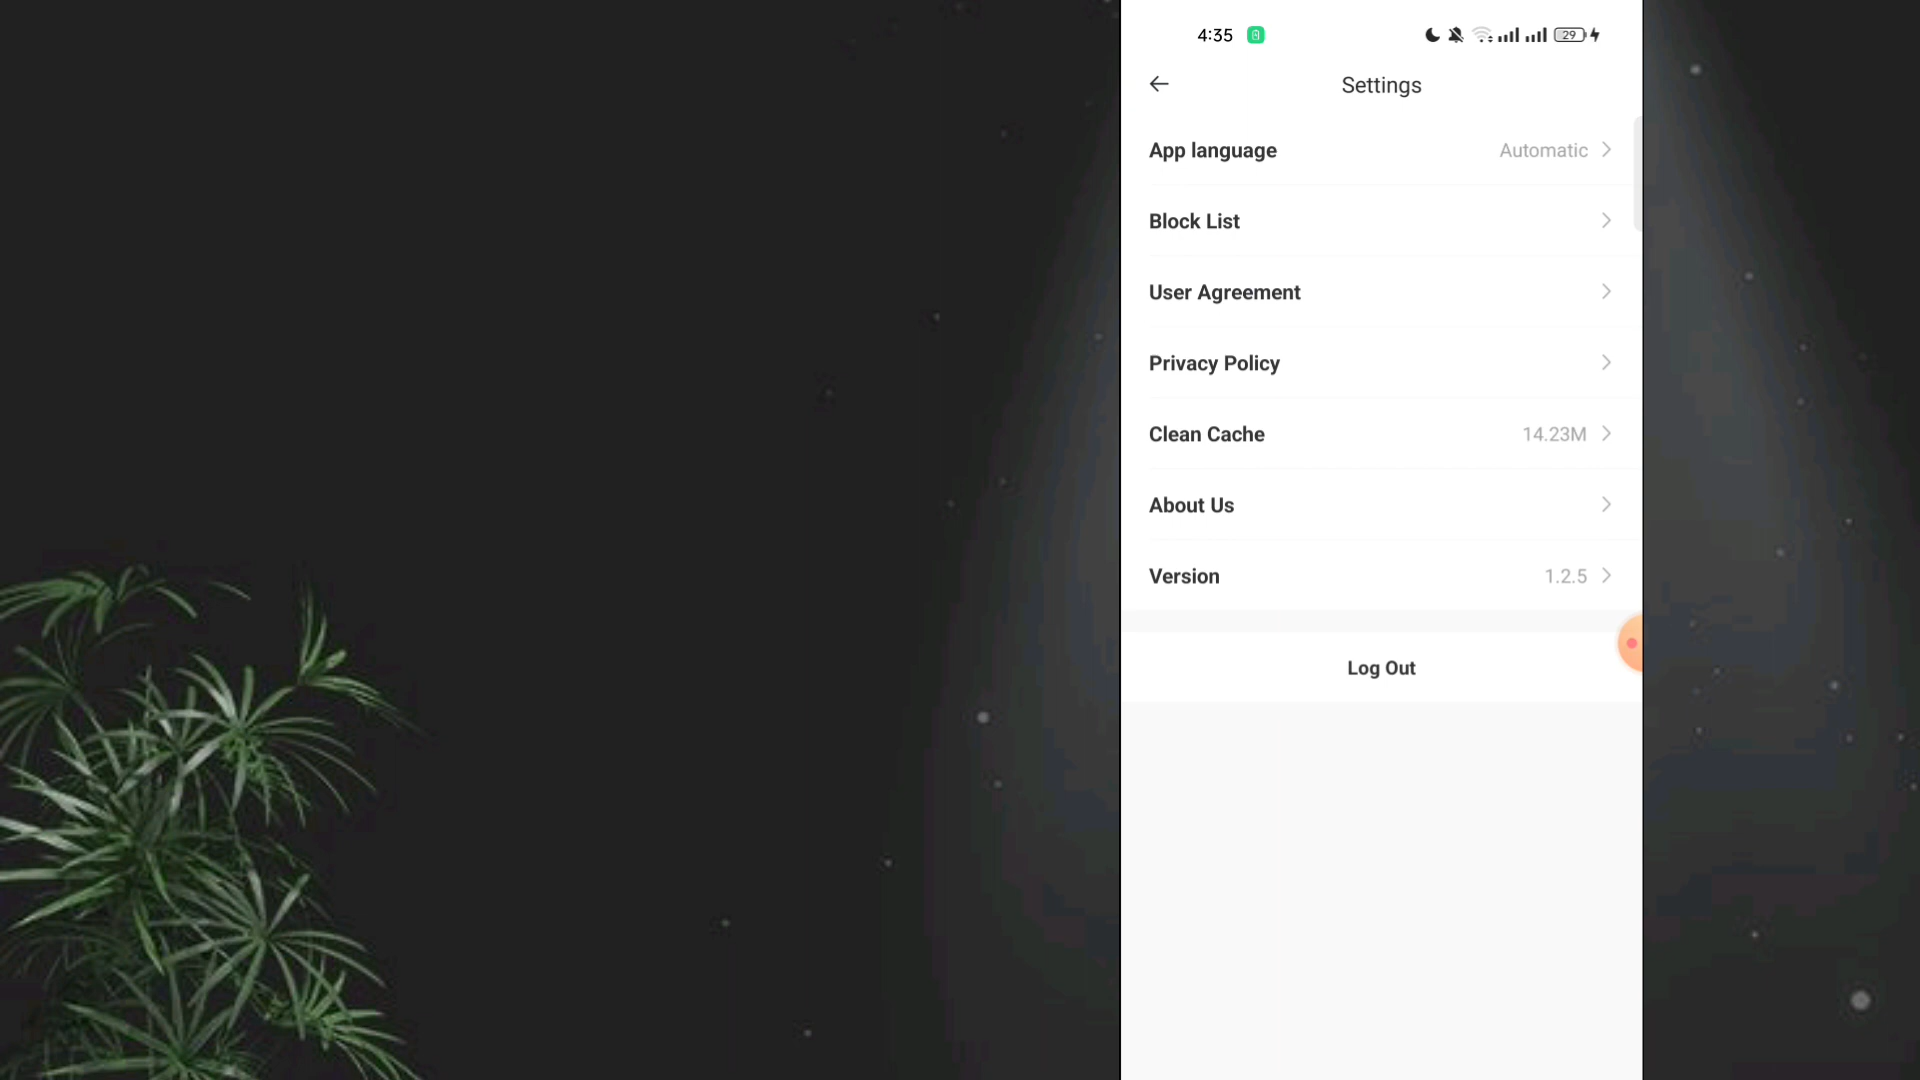 4:35 29
Settings
App language Automatic
Block List
User Agreement
Privacy Policy
Clean Cache 14.23M
About Us
Version 1.2.5
Log Out